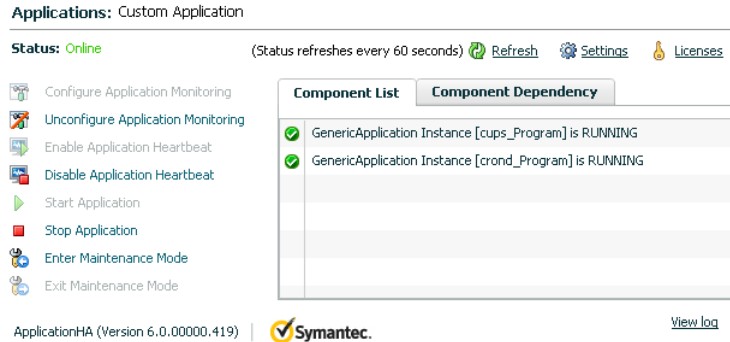 Applications: Custom Application
Status: Online
(Status refreshes every 60 seconds) Refresh Settings Licenses
Configure Application Monitoring
Unconfigure Application Monitoring
Enable Application Heartbeat
Disable Application Heartbeat
Start Application
Stop Application
Enter Maintenance Mode
Exit Maintenance Mode
Component List Component Dependency
GenericApplication Instance [cups_Program] is RUNNING
GenericApplication Instance [crond_Program] is RUNNING
View log
ApplicationHA (Version 6.0.00000.419) Symantec.